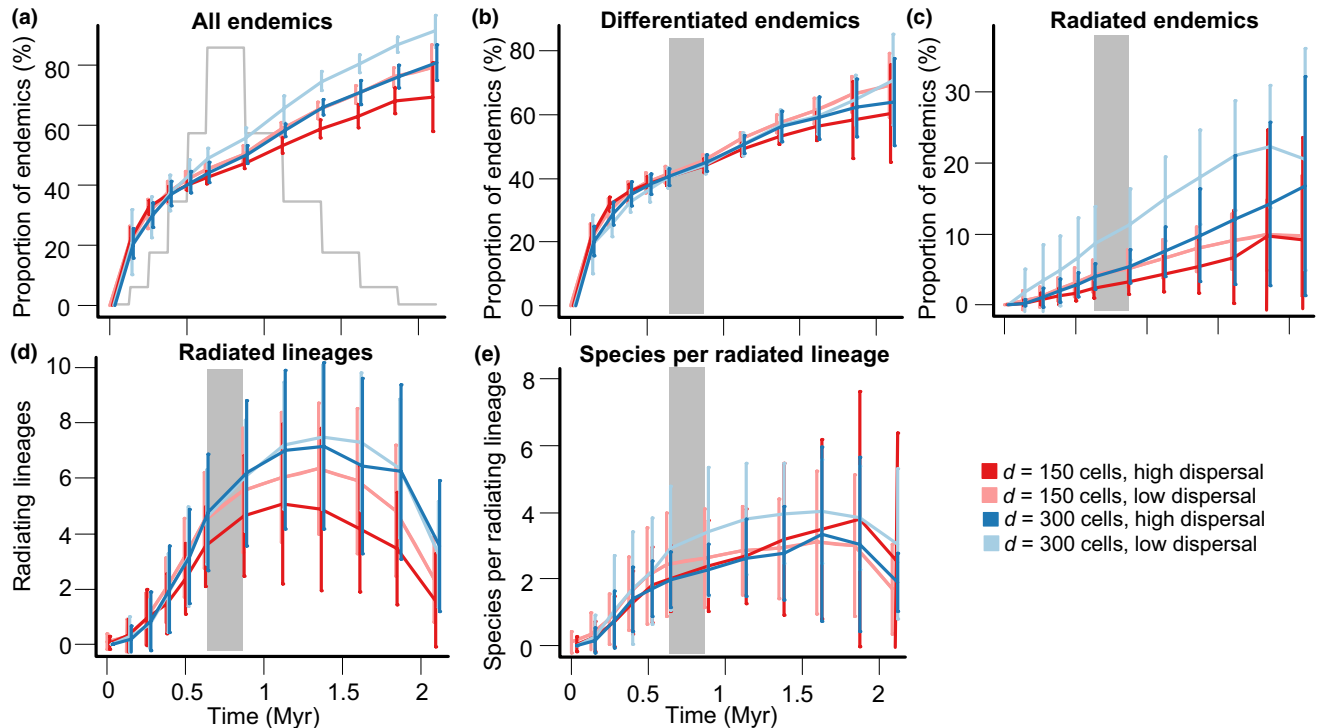 (a) All endemics
Proportion of endemics (%)
80
60
40
20
0
(b) Differentiated endemics
Proportion of endemics (%)
80
60
40
20
0
(c) Radiated endemics
Proportion of endemics (%)
30
20
10
0
(d) Radiated lineages
Radiating lineages
10
8
6
4
2
0
0 0.5 1 1.5 2
Time (Myr)
(e) Species per radiated lineage
Species per radiating lineage
8
6
4
2
0
0 0.5 1 1.5 2
Time (Myr)
d = 150 cells, high dispersal
d = 150 cells, low dispersal
d = 300 cells, high dispersal
d = 300 cells, low dispersal